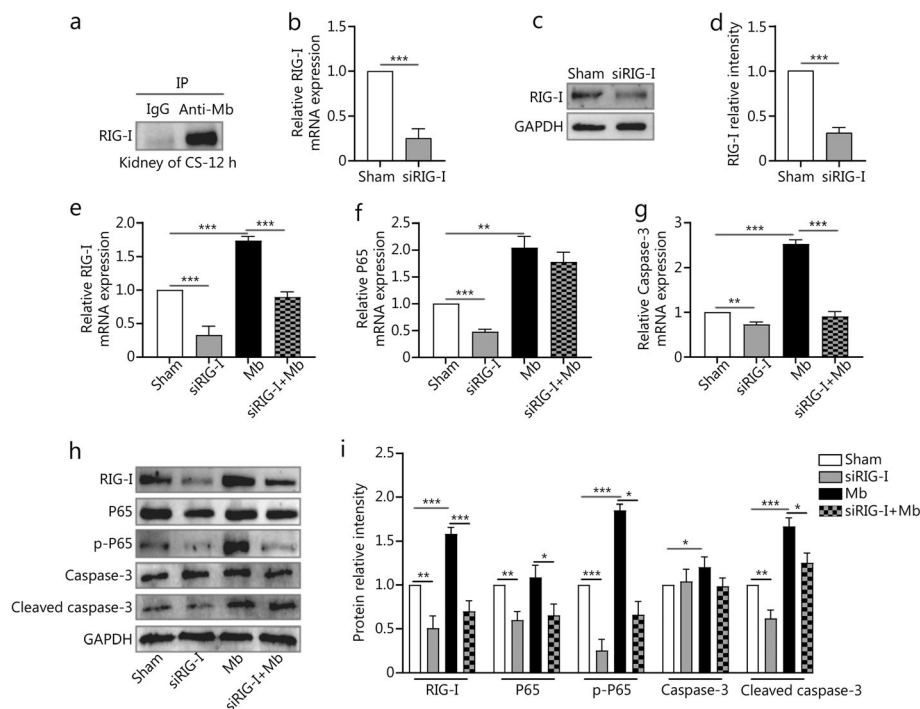 a
IP
IgG Anti-Mb
RIG-I
Kidney of CS-12 h
b
Relative RIG-I
mRNA expression
1.5
1.0
0.5
0
***
Sham siRIG-I
c
Sham siRIG-I
RIG-I
GAPDH
d
RIG-I relative intensity
1.5
1.0
0.5
0
***
Sham siRIG-I
e
Relative RIG-I
mRNA expression
2.0
1.5
1.0
0.5
0
*** ***
***
Sham
siRIG-I
Mb
siRIG-I+Mb
f
Relative P65
mRNA expression
2.5
2.0
1.5
1.0
0.5
0
**
***
Sham
siRIG-I
Mb
siRIG-I+Mb
g
Relative Caspase-3
mRNA expression
3
2
1
0
*** ***
**
Sham
siRIG-I
Mb
siRIG-I+Mb
h
RIG-I
P65
p-P65
Caspase-3
Cleaved caspase-3
GAPDH
Sham
siRIG-I
Mb
siRIG-I+Mb
i
Protein relative intensity
2.5
2.0
1.5
1.0
0.5
0
Sham
siRIG-I
Mb
siRIG-I+Mb
*** ***
**
*
**
*** *
***
*
*** *
**
RIG-I P65 p-P65 Caspase-3 Cleaved caspase-3